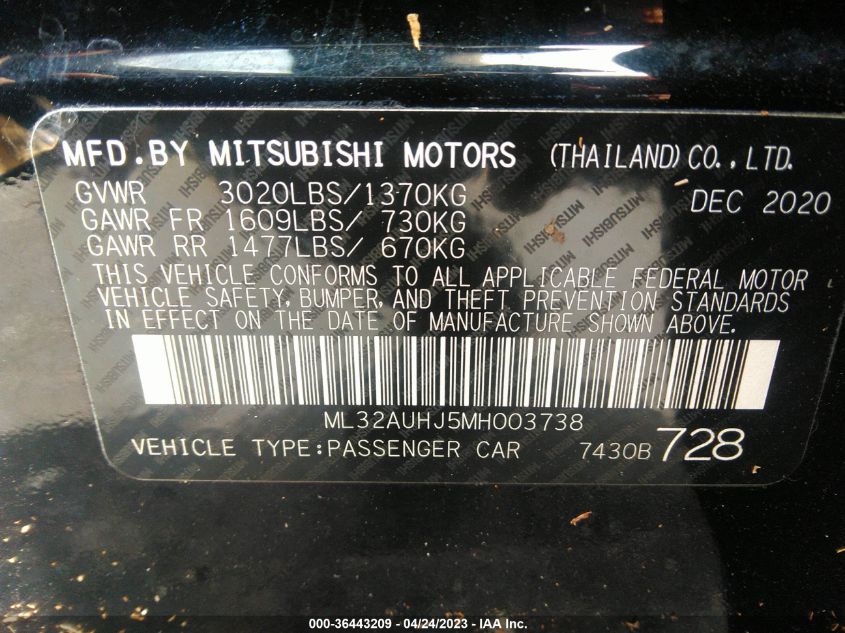 MFD.BY MITSUBISHI MOTORS (THAILAND) CO., LTD.
GVWR 3020LBS/1370KG DEC 2020
GAWR FR 1609LBS/ 730KG
GAWR RR 1477LBS/ 670KG
THIS VEHICLE CONFORMS TO ALL APPLICABLE FEDERAL MOTOR
VEHICLE SAFETY, BUMPER, AND THEFT PREVENTION STANDARDS
IN EFFECT ON THE DATE OF MANUFACTURE SHOWN ABOVE.
ML32AUHJ5MH003738
VEHICLE TYPE:PASSENGER CAR 7430B 728
000-36443209 - 04/24/2023 - IAA Inc.